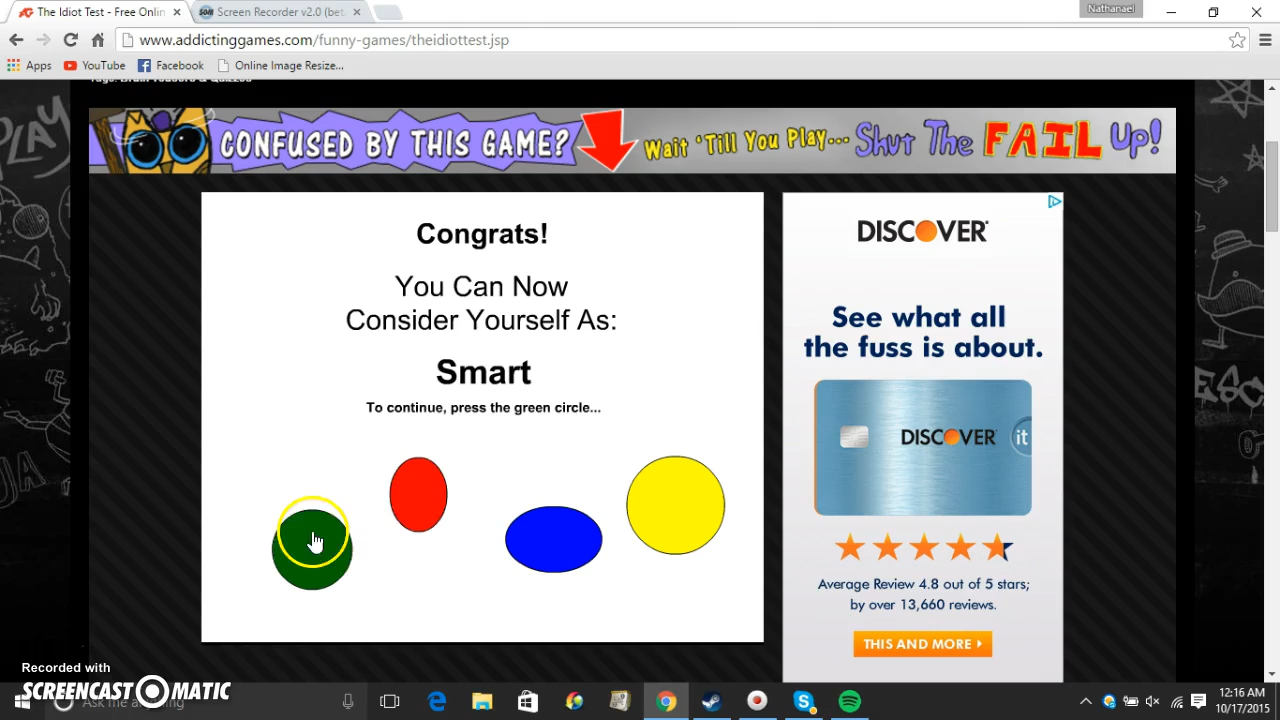 Nathanael
The Idiot Test - Free Onlin
Screen Recorder v2.0 (bet
www.addictinggames.com/funny-games/theidiottest.jsp
Apps YouTube Facebook Online Image Resize...
CONFUSED BY THIS GAME? Wait 'Till You Play... Shut The FAIL Up!
Congrats!
You Can Now
Consider Yourself As:
Smart
To continue, press the green circle...
DISCOVER
See what all
the fuss is about.
DISCOVER it
Average Review 4.8 out of 5 stars;
by over 13,660 reviews.
THIS AND MORE
Recorded with
SCREENCAST MATIC
Ask me anything
12:16 AM
10/17/2015